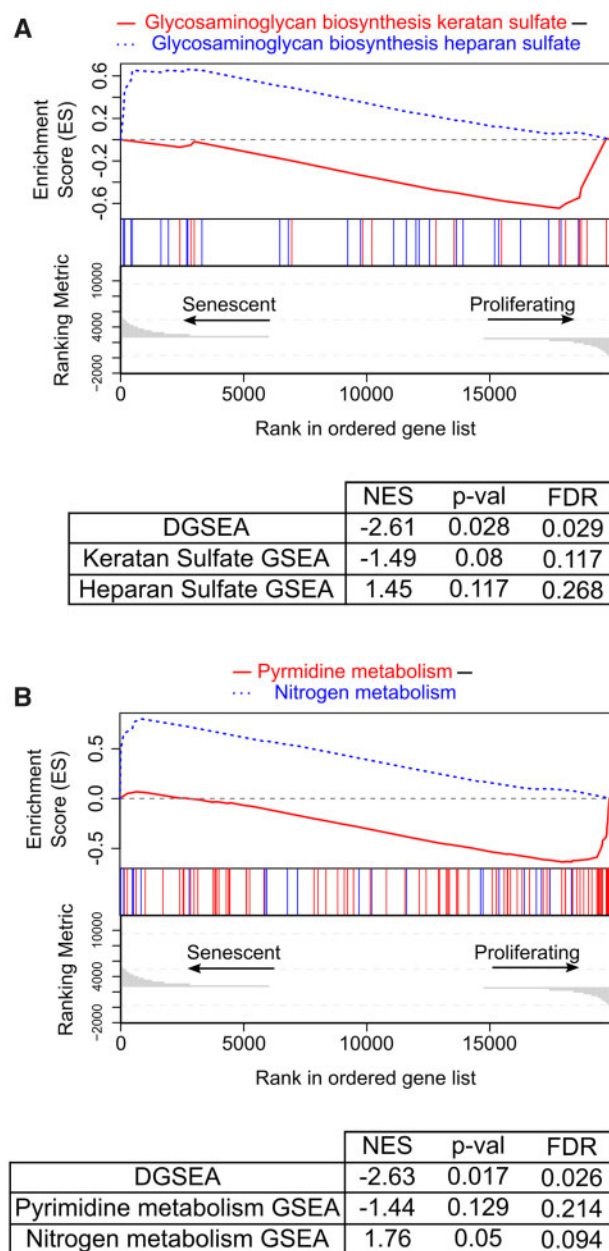 A
— Glycosaminoglycan biosynthesis keratan sulfate —
Glycosaminoglycan biosynthesis heparan sulfate
Enrichment
Score (ES)
0.6
0.2
-0.2
-0.6
Ranking Metric
10000
4000
-2000
Senescent
Proliferating
0
5000
10000
15000
Rank in ordered gene list
NES p-val FDR
DGSEA -2.61 0.028 0.029
Keratan Sulfate GSEA -1.49 0.08 0.117
Heparan Sulfate GSEA 1.45 0.117 0.268
B
— Pyrmidine metabolism —
Nitrogen metabolism
Enrichment
Score (ES)
0.5
0.0
-0.5
Ranking Metric
10000
4000
-2000
Senescent
Proliferating
0
5000
10000
15000
Rank in ordered gene list
NES p-val FDR
DGSEA -2.63 0.017 0.026
Pyrimidine metabolism GSEA -1.44 0.129 0.214
Nitrogen metabolism GSEA 1.76 0.05 0.094